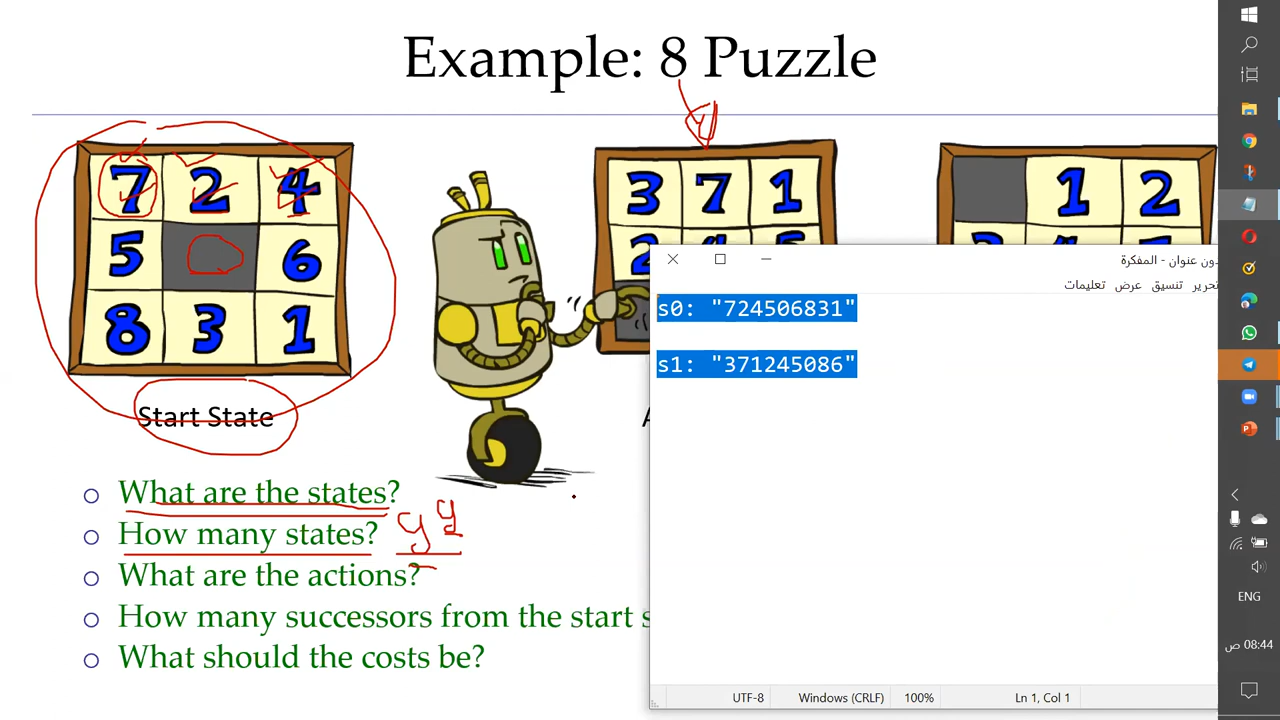 Example: 8 Puzzle
7 2 4
5 6
8 3 1
3 7 1
1 2
Start State
What are the states?
How many states?
What are the actions?
How many successors from the start s
What should the costs be?
دون عنوان - المفكرة
تحرير تنسيق عرض تعليمات
s0: "724506831"
s1: "371245086"
UTF-8 Windows (CRLF) 100% Ln 1, Col 1
ENG
08:44 ص